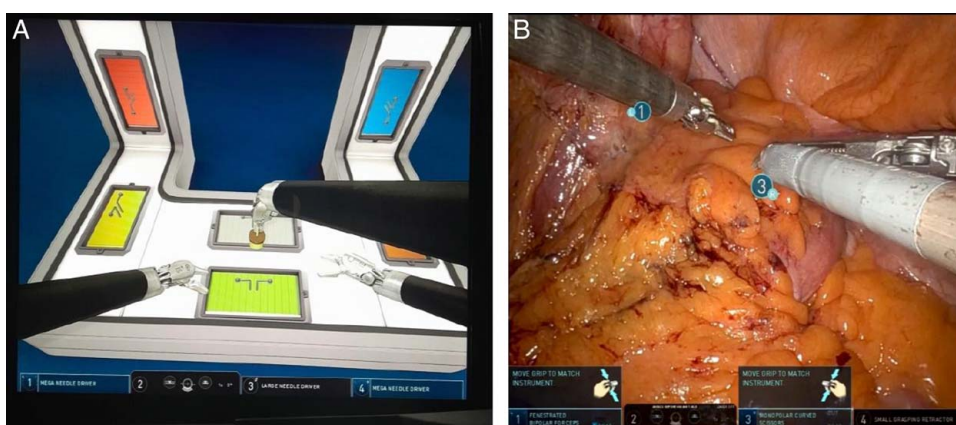 A
1 MEGA NEEDLE DRIVER
2
3 LARGE NEEDLE DRIVER
4 MEGA NEEDLE DRIVER
B
1
3
MOVE GRIP TO MATCH
INSTRUMENT
MOVE GRIP TO MATCH
INSTRUMENT
1 FENESTRATED
BIPOLAR FORCEPS
2
3 MONOPOLAR CURVED
SCISSORS
4 SMALL GRASPING RETRACTOR